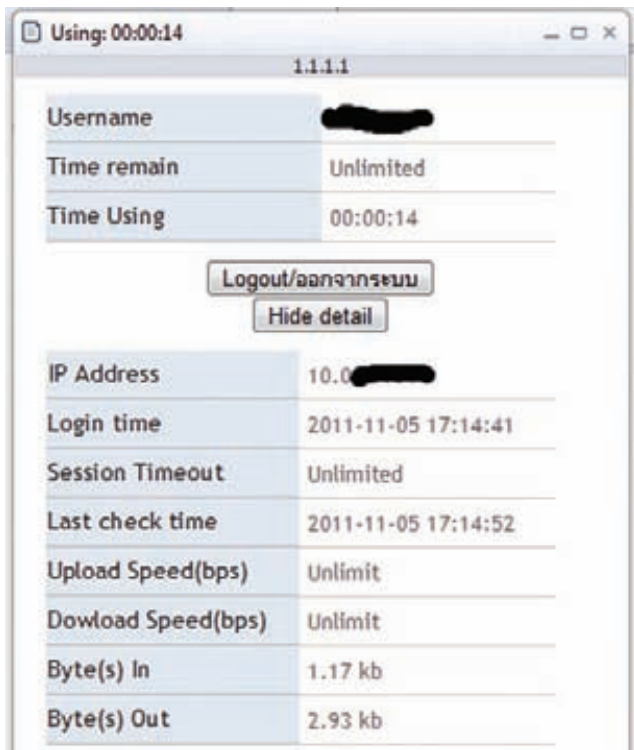 Using: 00:00:14
1.1.1.1
Username
Time remain Unlimited
Time Using 00:00:14
Logout/ออกจากระบบ
Hide detail
IP Address 10.0
Login time 2011-11-05 17:14:41
Session Timeout Unlimited
Last check time 2011-11-05 17:14:52
Upload Speed(bps) Unlimit
Dowload Speed(bps) Unlimit
Byte(s) In 1.17 kb
Byte(s) Out 2.93 kb